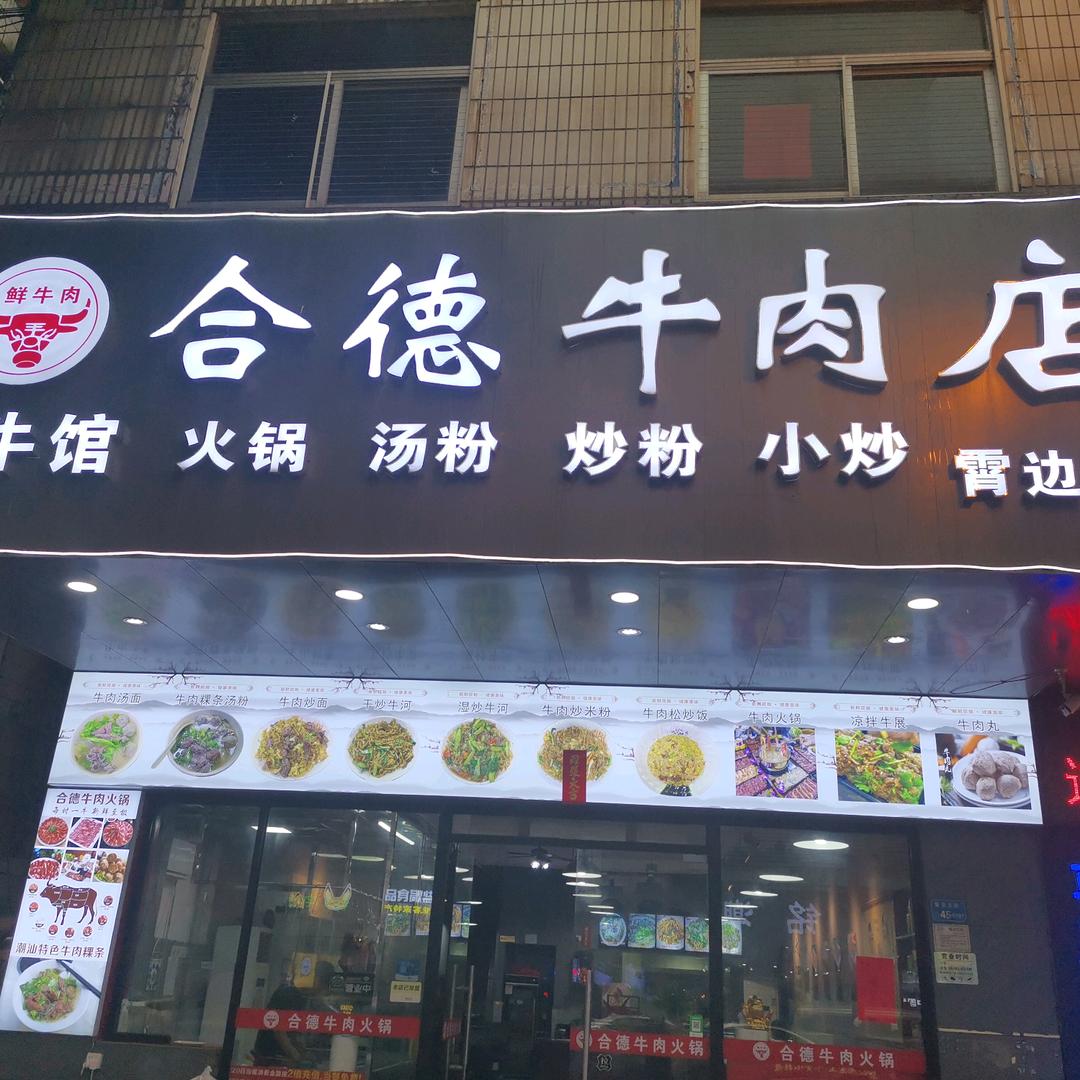 鲜牛肉
合德牛肉店
牛馆 火锅 汤粉 炒粉 小炒 霄边
牛肉汤面
牛肉粿条汤粉
牛肉炒面
干炒牛河
湿炒牛河
牛肉炒米粉
牛肉松炒饭
牛肉火锅
凉拌牛展
牛肉丸
合德牛肉火锅
潮汕特色牛肉粿条
45
营业时间
合德牛肉火锅
合德牛肉火锅
合德牛肉火锅